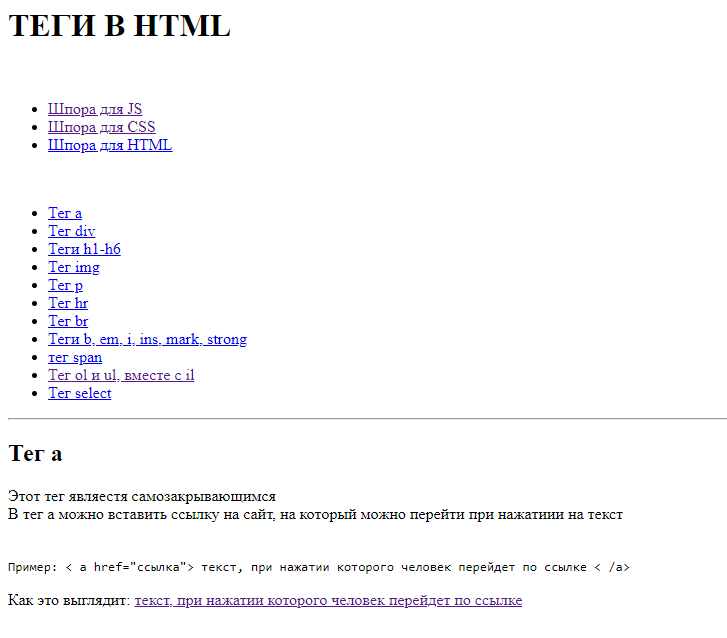 ТЕГИ В HTML
Шпора для JS
Шпора для CSS
Шпора для HTML
Тег a
Тег div
Теги h1-h6
Тег img
Тег p
Тег hr
Тег br
Теги b, em, i, ins, mark, strong
тег span
Тег ol и ul, вместе с il
Тег select
Тег a
Этот тег являестя самозакрывающимся
В тег a можно вставить ссылку на сайт, на который можно перейти при нажатиии на текст
Пример: < a href="ссылка"> текст, при нажатии которого человек перейдет по ссылке < /a>
Как это выглядит: текст, при нажатии которого человек перейдет по ссылке